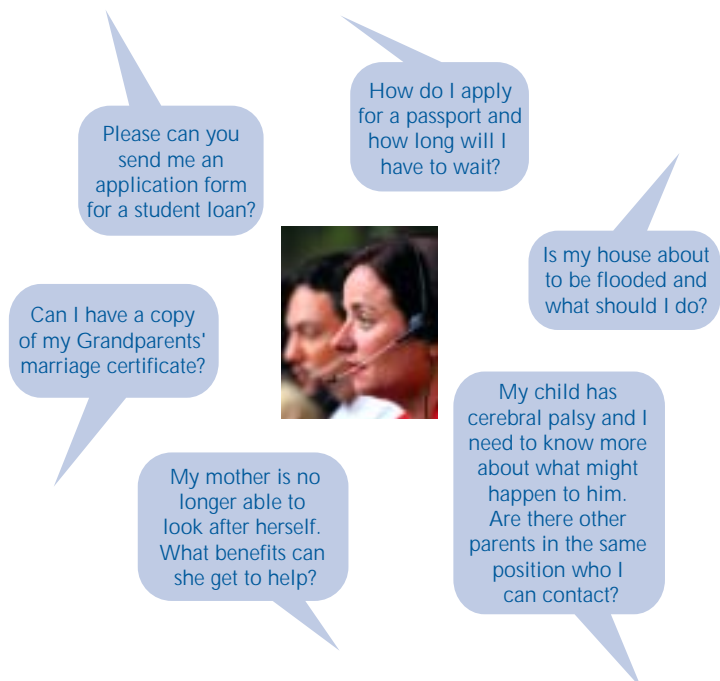 How do I apply
for a passport and
how long will I
have to wait?
Please can you
send me an
application form
for a student loan?
Is my house about
to be flooded and
what should I do?
Can I have a copy
of my Grandparents'
marriage certificate?
My child has
cerebral palsy and I
need to know more
about what might
happen to him.
Are there other
parents in the same
position who I
can contact?
My mother is no
longer able to
look after herself.
What benefits can
she get to help?